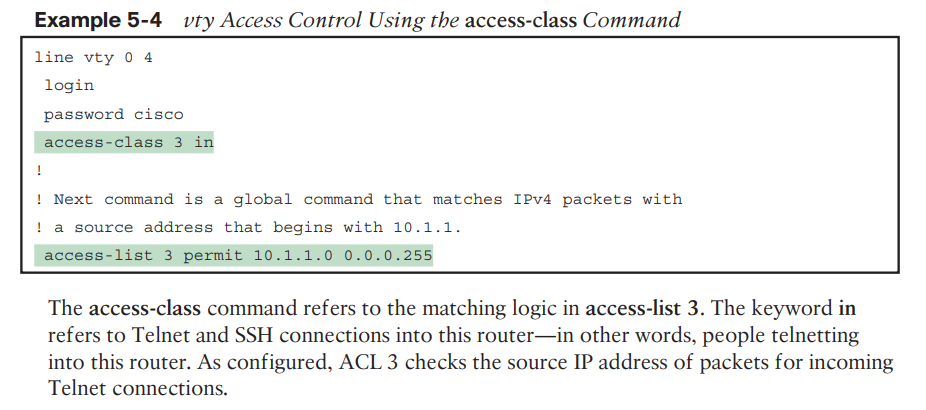 Example 5-4 vty Access Control Using the access-class Command
line vty 0 4
login
password cisco
access-class 3 in
!
! Next command is a global command that matches IPv4 packets with
! a source address that begins with 10.1.1.
access-list 3 permit 10.1.1.0 0.0.0.255
The access-class command refers to the matching logic in access-list 3. The keyword in
refers to Telnet and SSH connections into this router—in other words, people telnetting
into this router. As configured, ACL 3 checks the source IP address of packets for incoming
Telnet connections.